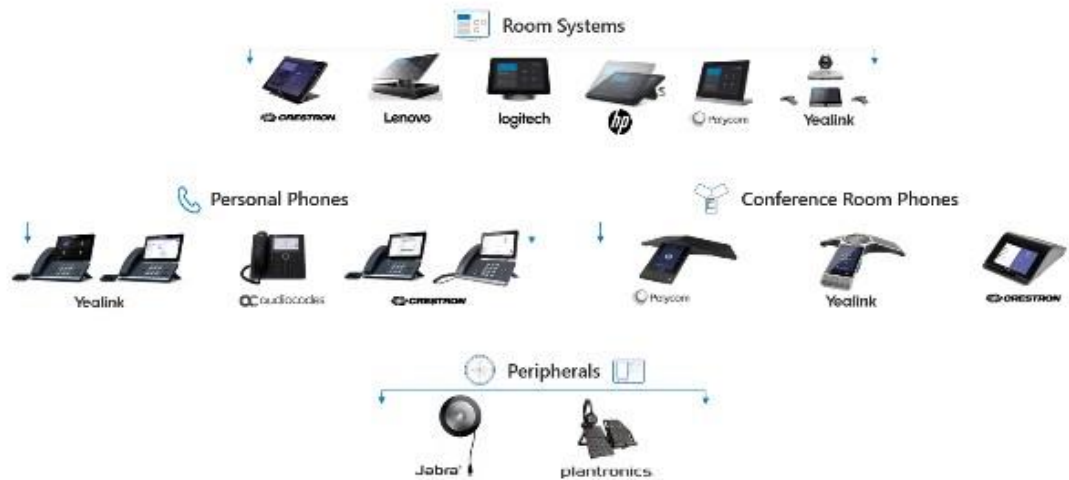 Room Systems
CRESTRON
Lenovo
logitech
hp
Polycom
Yealink
Personal Phones
Conference Room Phones
Yealink
audiocodes
CRESTRON
Polycom
Yealink
CRESTRON
Peripherals
Jabra
plantronics.